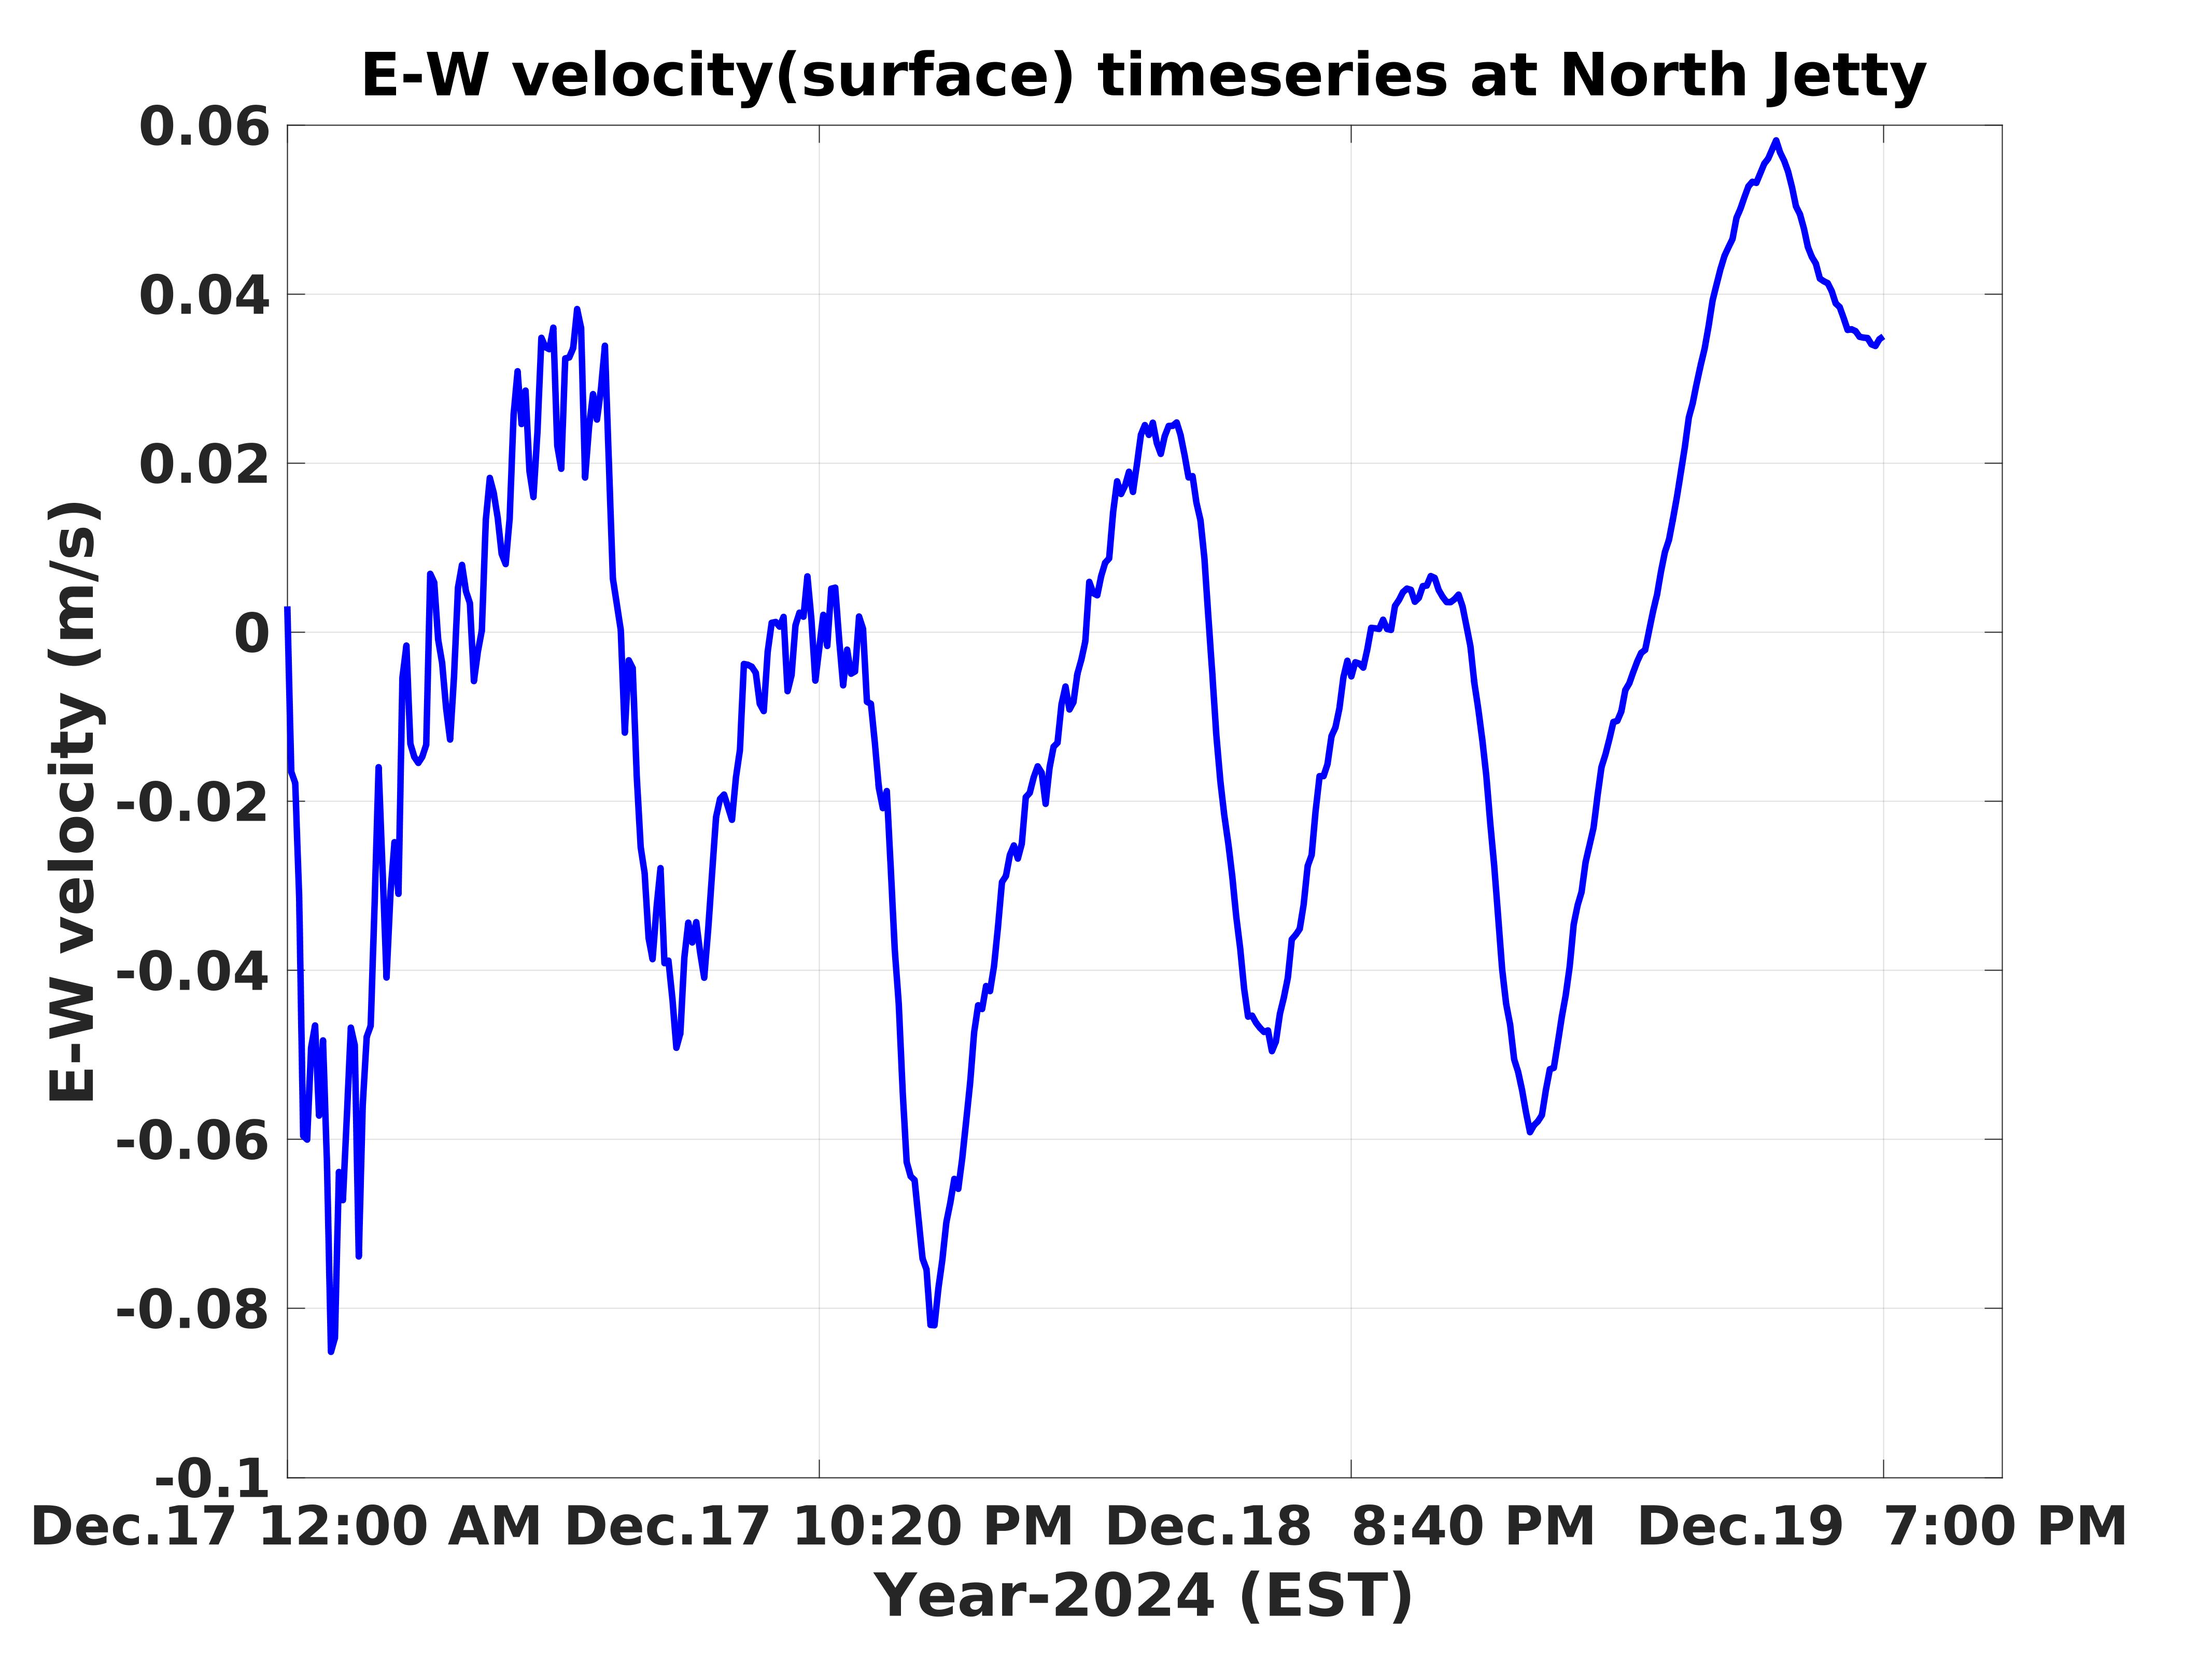 E-W velocity(surface) timeseries at North Jetty
E-W velocity (m/s)
0.06
0.04
0.02
0
-0.02
-0.04
-0.06
-0.08
-0.1
Dec.17 12:00 AM Dec.17 10:20 PM Dec.18 8:40 PM Dec.19 7:00 PM
Year-2024 (EST)